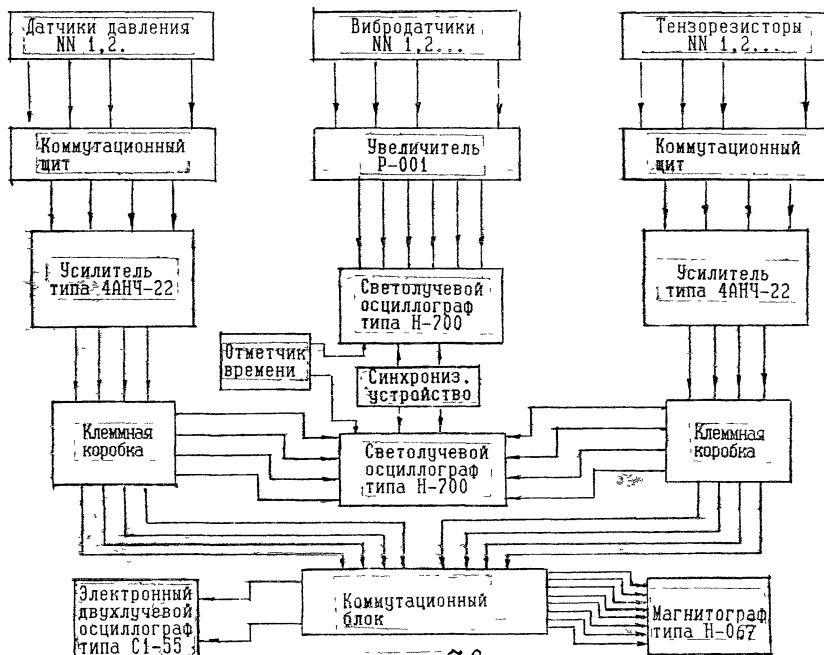 Датчики давления
NN 1,2.
Вибродатчики
NN 1,2...
Тензорезисторы
NN 1,2...
Коммутационный
щит
Увеличитель
Р-001
Коммутационный
щит
Усилитель
типа 4АНЧ-22
Светолучевой
осциллограф
типа Н-700
Усилитель
типа 4АНЧ-22
Отметчик
времени
Синхрониз.
устройство
Клеммная
коробка
Светолучевой
осциллограф
типа Н-700
Клеммная
коробка
Электронный
двухлучевой
осциллограф
типа С1-55
Коммутационный
блок
Магнитограф
типа Н-067